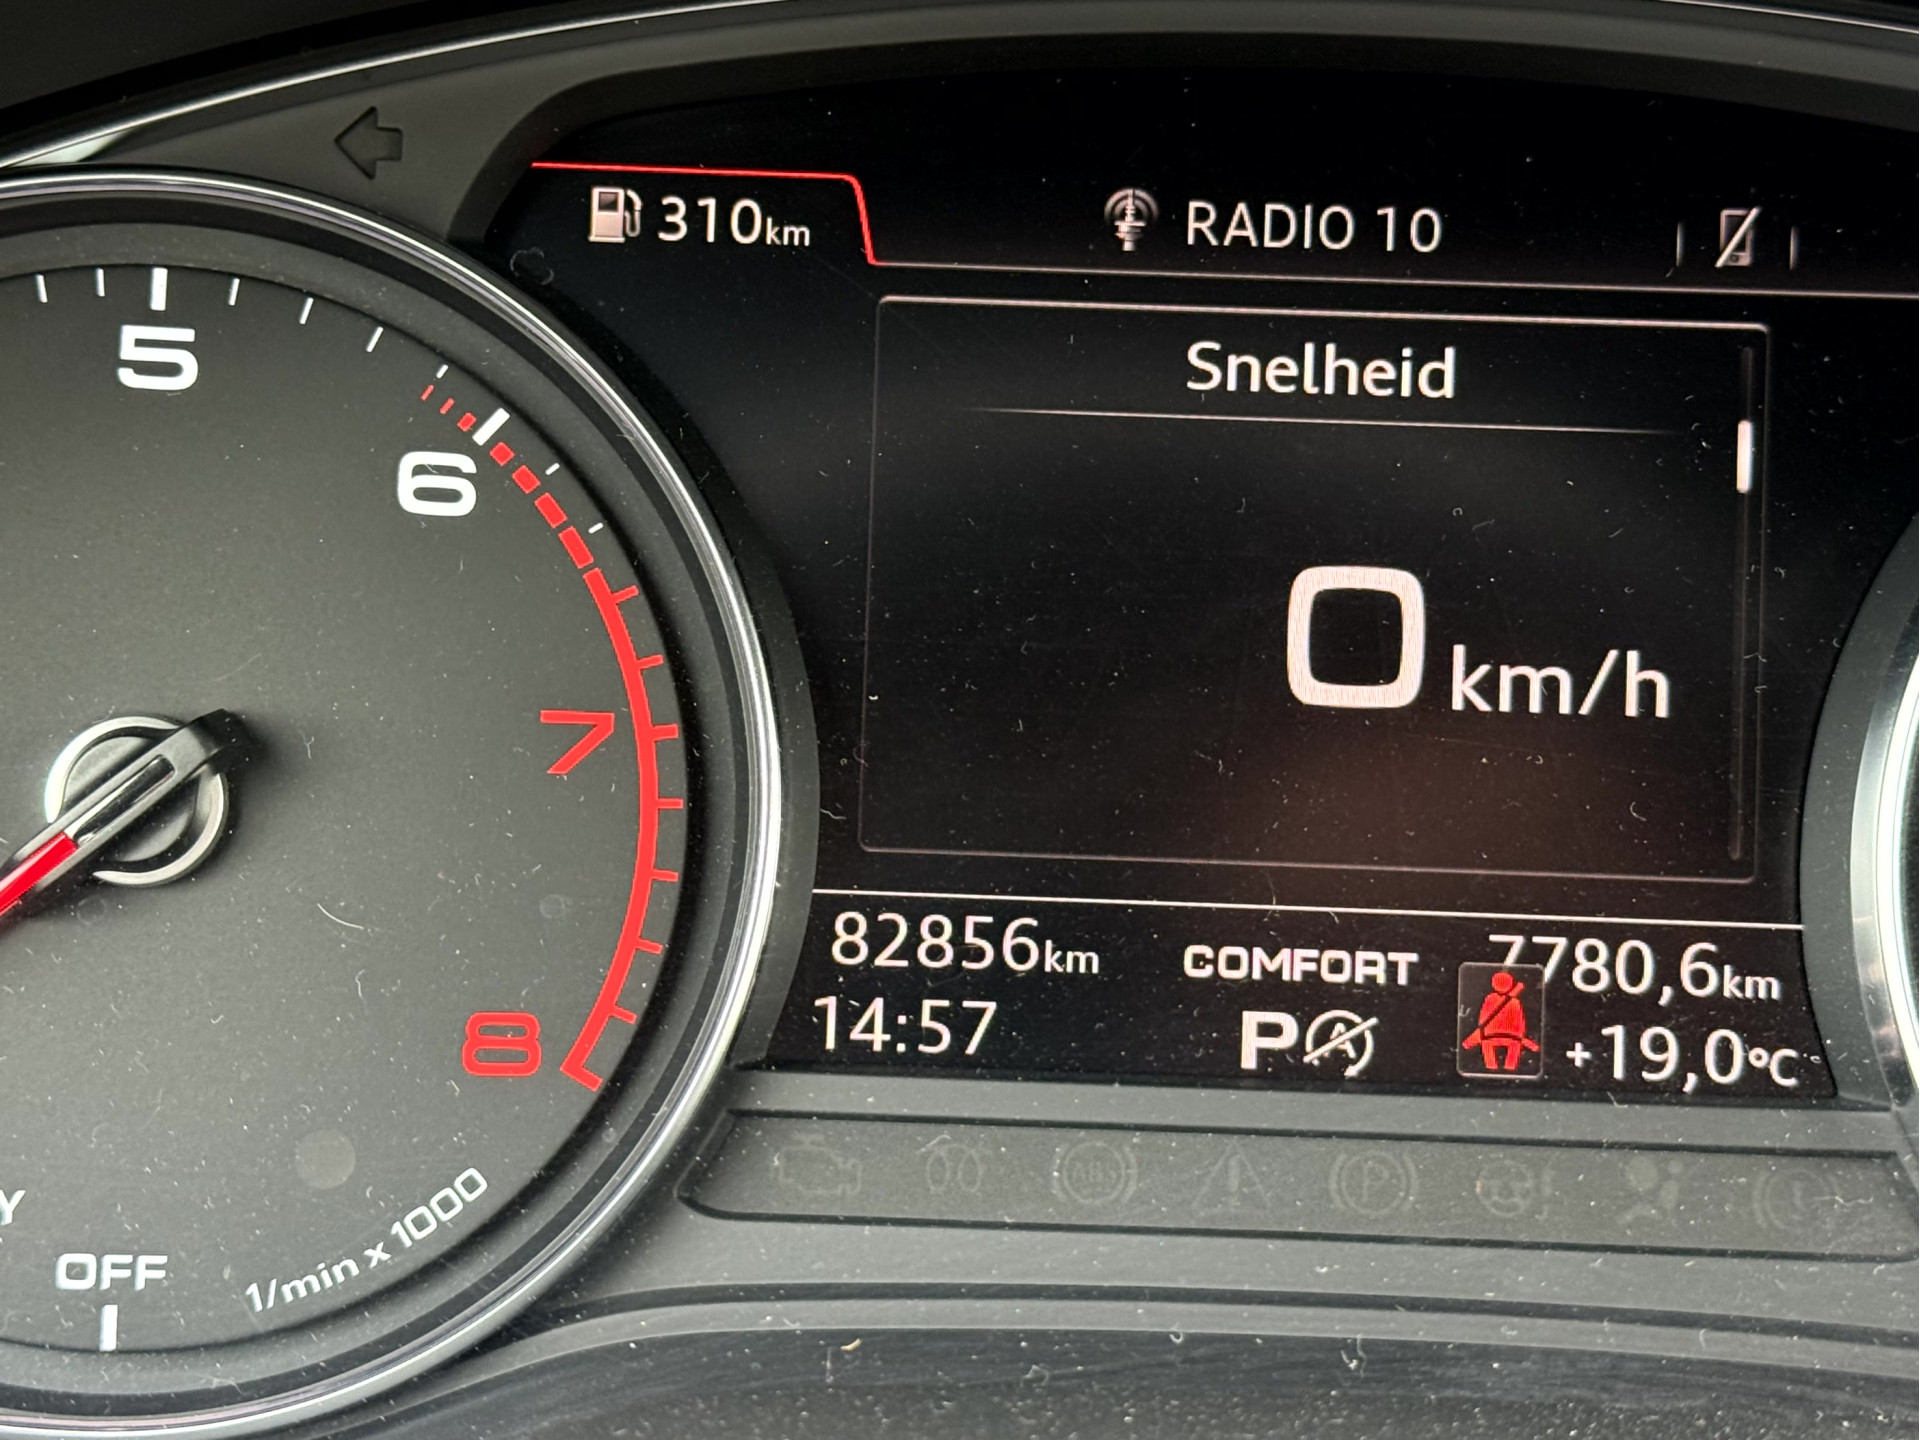 310km
RADIO 10
Snelheid
0 km/h
5
6
7
8
1/min x 1000
OFF
82856km
COMFORT
7780,6km
14:57
P
A
+19,0°C
ABS
P